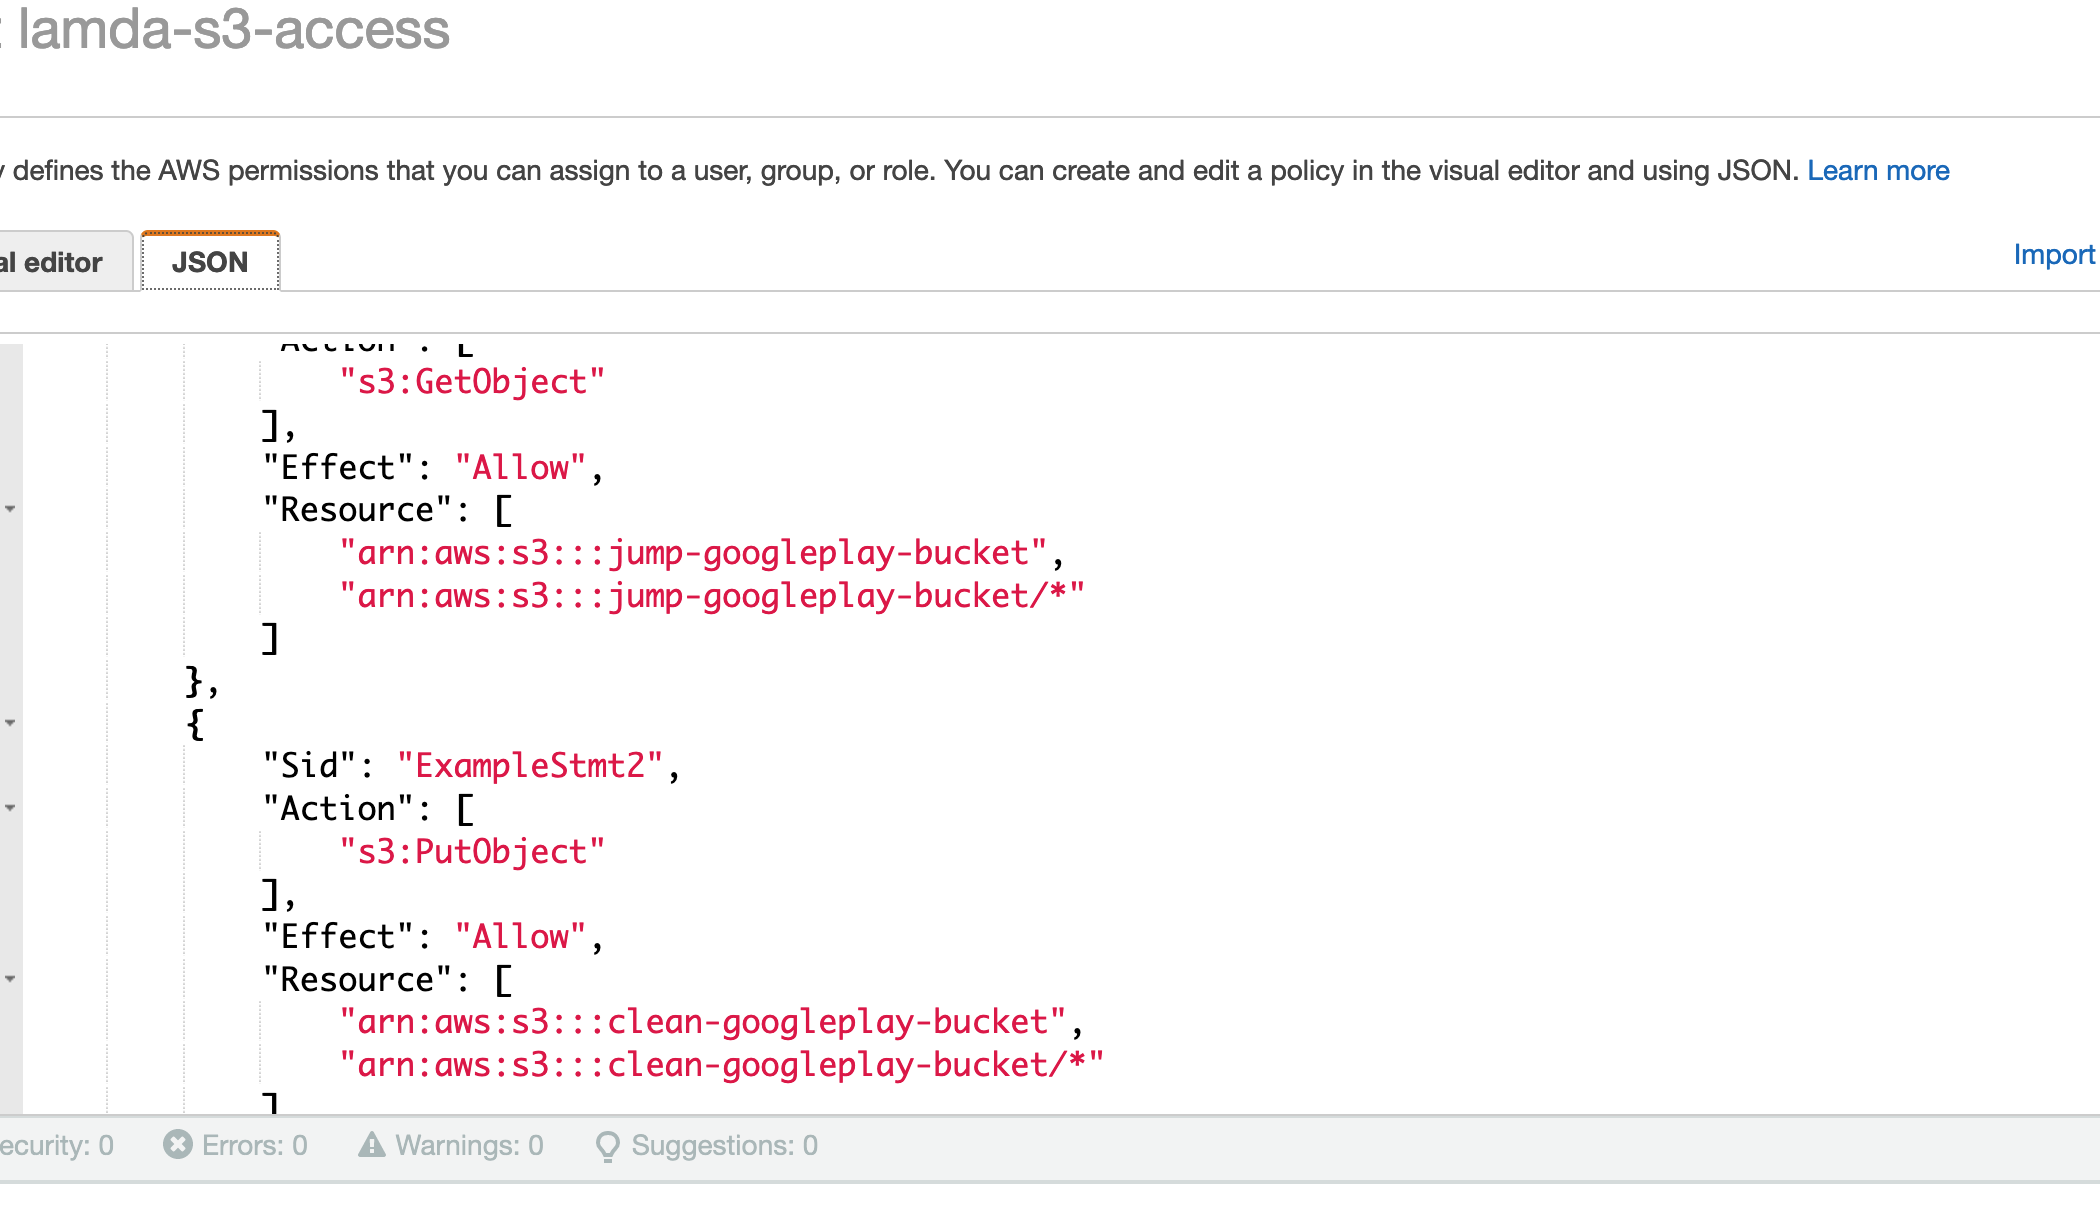 : lamda-s3-access
defines the AWS permissions that you can assign to a user, group, or role. You can create and edit a policy in the visual editor and using JSON. Learn more
al editor
JSON
Import
"Action": [
"s3:GetObject"
],
"Effect": "Allow",
"Resource": [
"arn:aws:s3:::jump-googleplay-bucket",
"arn:aws:s3:::jump-googleplay-bucket/*"
]
},
{
"Sid": "ExampleStmt2",
"Action": [
"s3:PutObject"
],
"Effect": "Allow",
"Resource": [
"arn:aws:s3:::clean-googleplay-bucket",
"arn:aws:s3:::clean-googleplay-bucket/*"
]
ecurity: 0
Errors: 0
Warnings: 0
Suggestions: 0